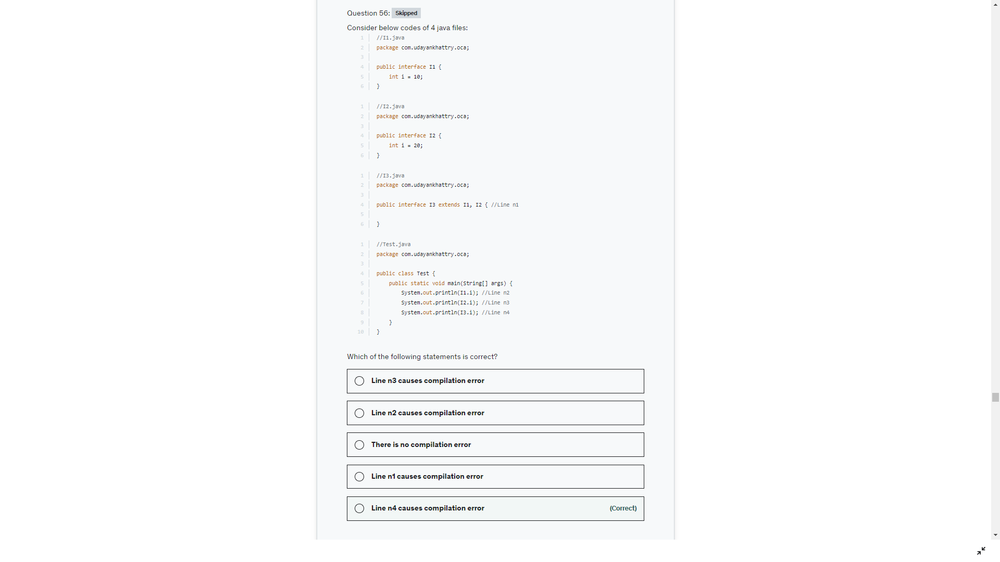 Question 56: Skipped
Consider below codes of 4 java files:
1 //I1.java
2 package com.udayankhattry.oca;
3
4 public interface I1 {
5     int i = 10;
6 }
1 //I2.java
2 package com.udayankhattry.oca;
3
4 public interface I2 {
5     int i = 20;
6 }
1 //I3.java
2 package com.udayankhattry.oca;
3
4 public interface I3 extends I1, I2 { //Line n1
5
6 }
1 //Test.java
2 package com.udayankhattry.oca;
3
4 public class Test {
5     public static void main(String[] args) {
6         System.out.println(I1.i); //Line n2
7         System.out.println(I2.i); //Line n3
8         System.out.println(I3.i); //Line n4
9     }
10 }
Which of the following statements is correct?
Line n3 causes compilation error
Line n2 causes compilation error
There is no compilation error
Line n1 causes compilation error
Line n4 causes compilation error (Correct)